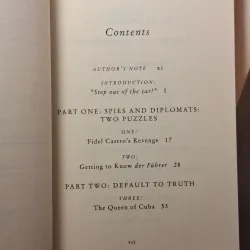 Contents
AUTHOR'S NOTE xi
INTRODUCTION:
"Step out of the car!" 1
PART ONE: SPIES AND DIPLOMATS:
TWO PUZZLES
ONE:
Fidel Castro's Revenge 17
TWO:
Getting to Know der Führer 28
PART TWO: DEFAULT TO TRUTH
THREE:
The Queen of Cuba 53
vii